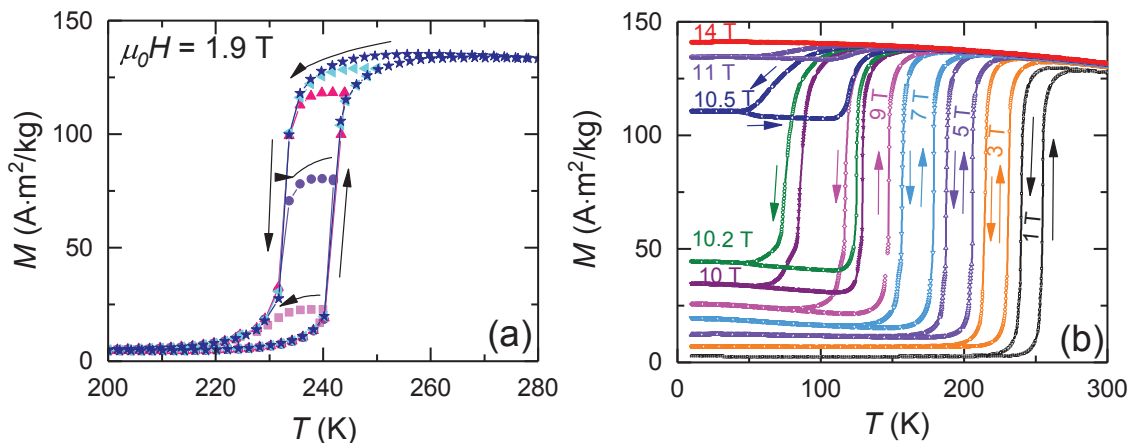 μ₀H = 1.9 T
(a)
M (A·m²/kg)
150
100
50
0
200
220
240
260
280
T (K)
14 T
11 T
10.5 T
10.2 T
10 T
9 T
7 T
5 T
3 T
1 T
(b)
M (A·m²/kg)
150
100
50
0
0
100
200
300
T (K)